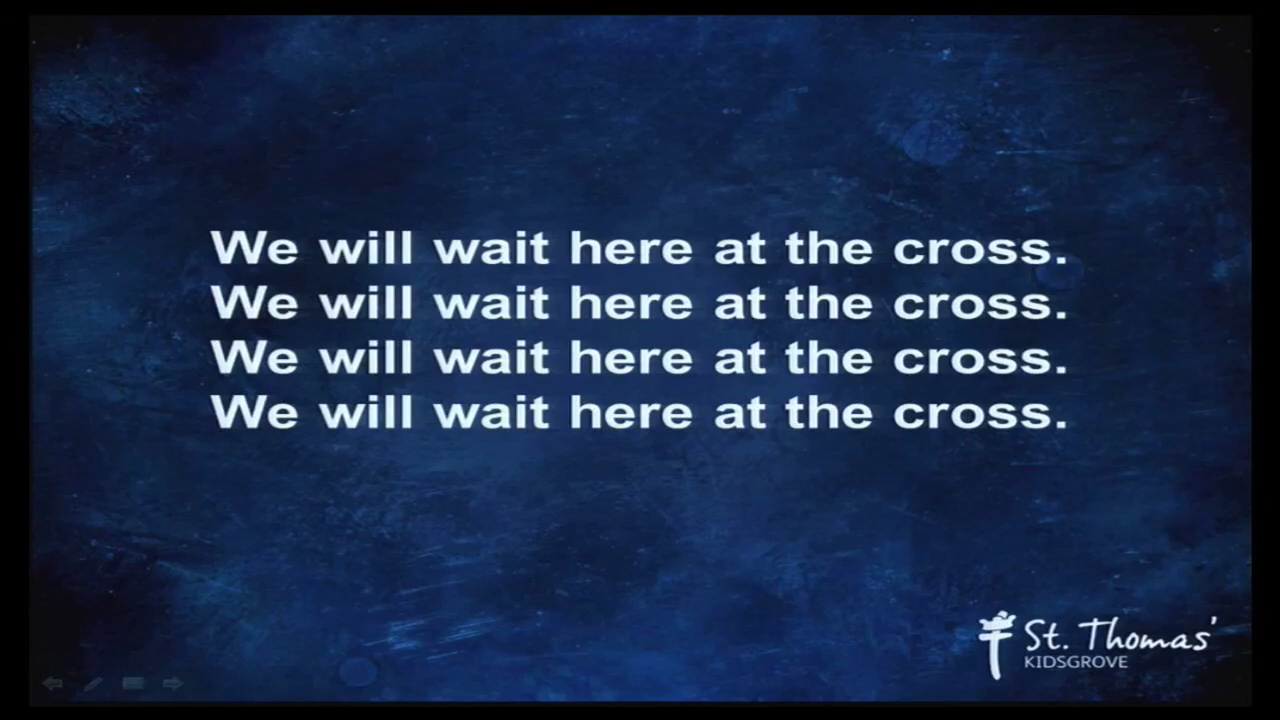 We will wait here at the cross.
We will wait here at the cross.
We will wait here at the cross.
We will wait here at the cross.
St. Thomas'
KIDSGROVE